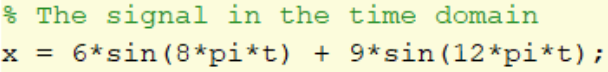 % The signal in the time domain
x = 6*sin(8*pi*t) + 9*sin(12*pi*t);